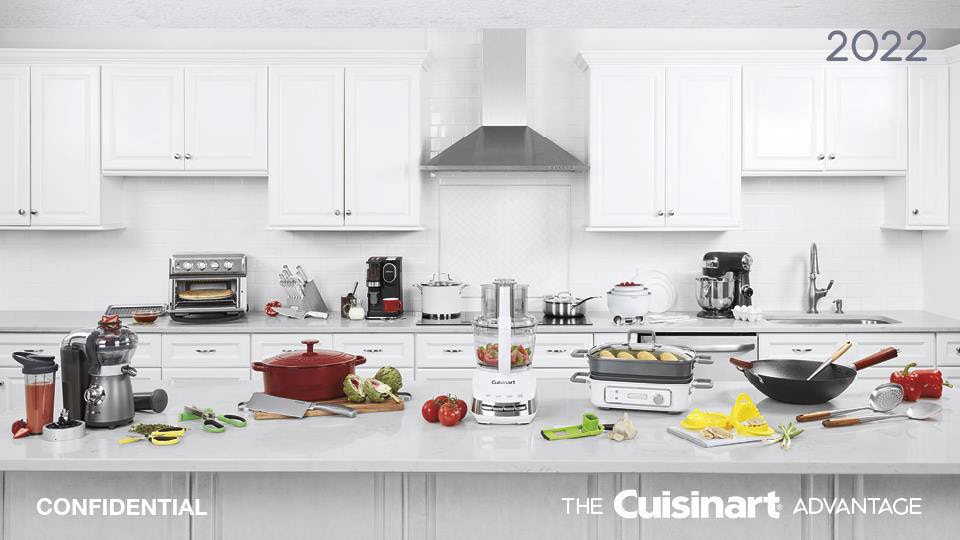 2022
Cuisinart
CONFIDENTIAL
THE Cuisinart® ADVANTAGE